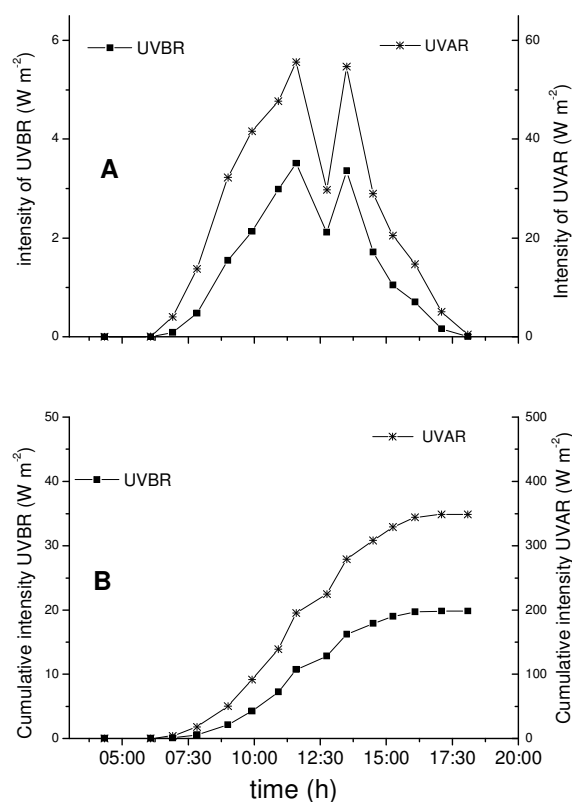 UVBR
UVAR
6
4
2
0
60
40
20
0
intensity of UVBR (W m-2)
Intensity of UVAR (W m-2)
A
50
40
30
20
10
0
500
400
300
200
100
0
UVAR
UVBR
Cumulative intensity UVBR (W m-2)
Cumulative intensity UVAR (W m-2)
B
05:00 07:30 10:00 12:30 15:00 17:30 20:00
time (h)